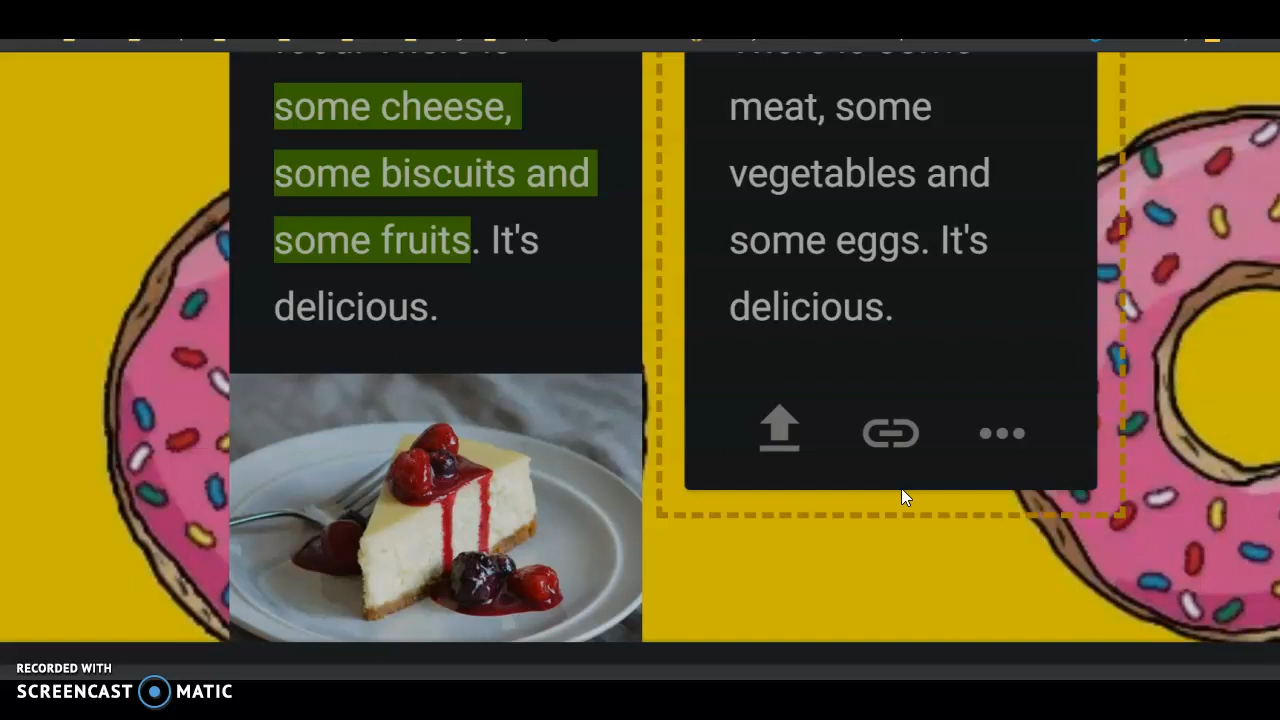 some cheese,
some biscuits and
some fruits. It's
delicious.
meat, some
vegetables and
some eggs. It's
delicious.
RECORDED WITH
SCREENCAST MATIC